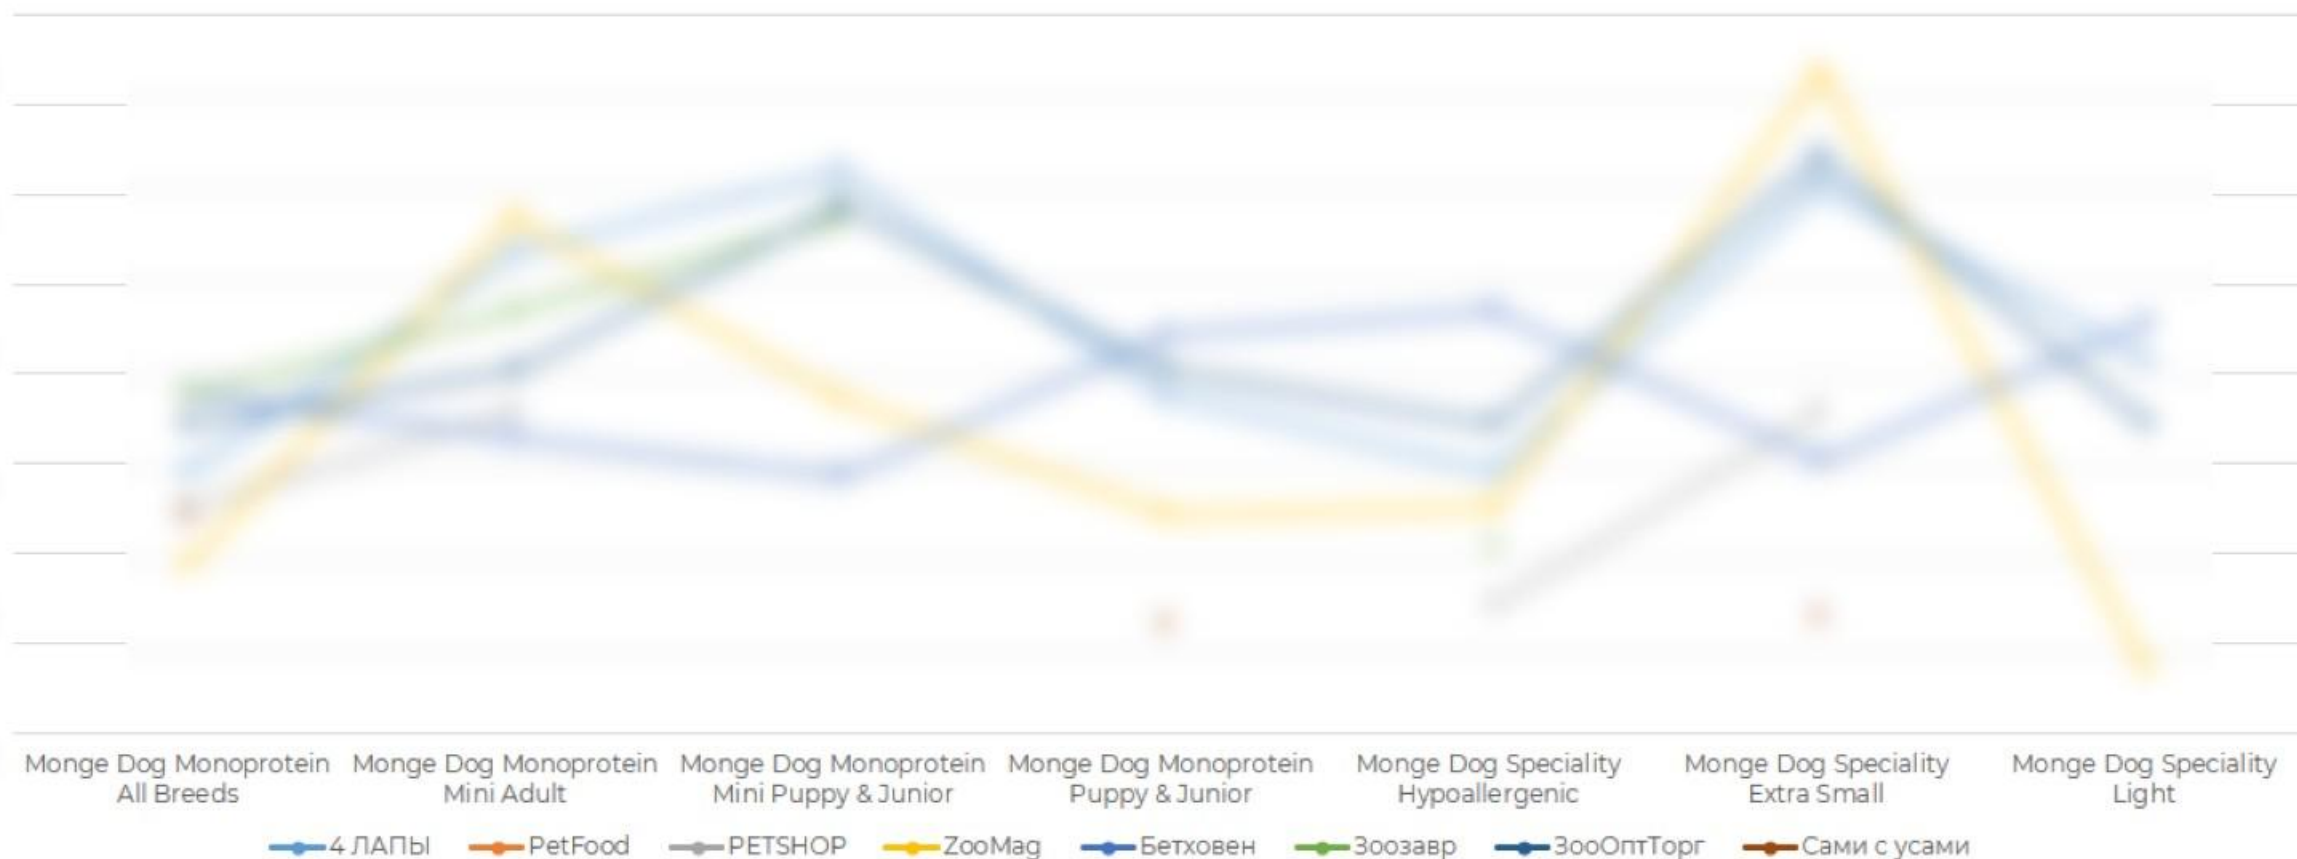 Monge Dog Monoprotein Monge Dog Monoprotein Monge Dog Monoprotein Monge Dog Monoprotein Monge Dog Speciality Monge Dog Speciality Monge Dog Speciality
All Breeds Mini Adult Mini Puppy & Junior Puppy & Junior Hypoallergenic Extra Small Light
4 ЛАПЫ PetFood PETSHOP ZooMag Бетховен Зоозавр ЗооОптТорг Сами с усами